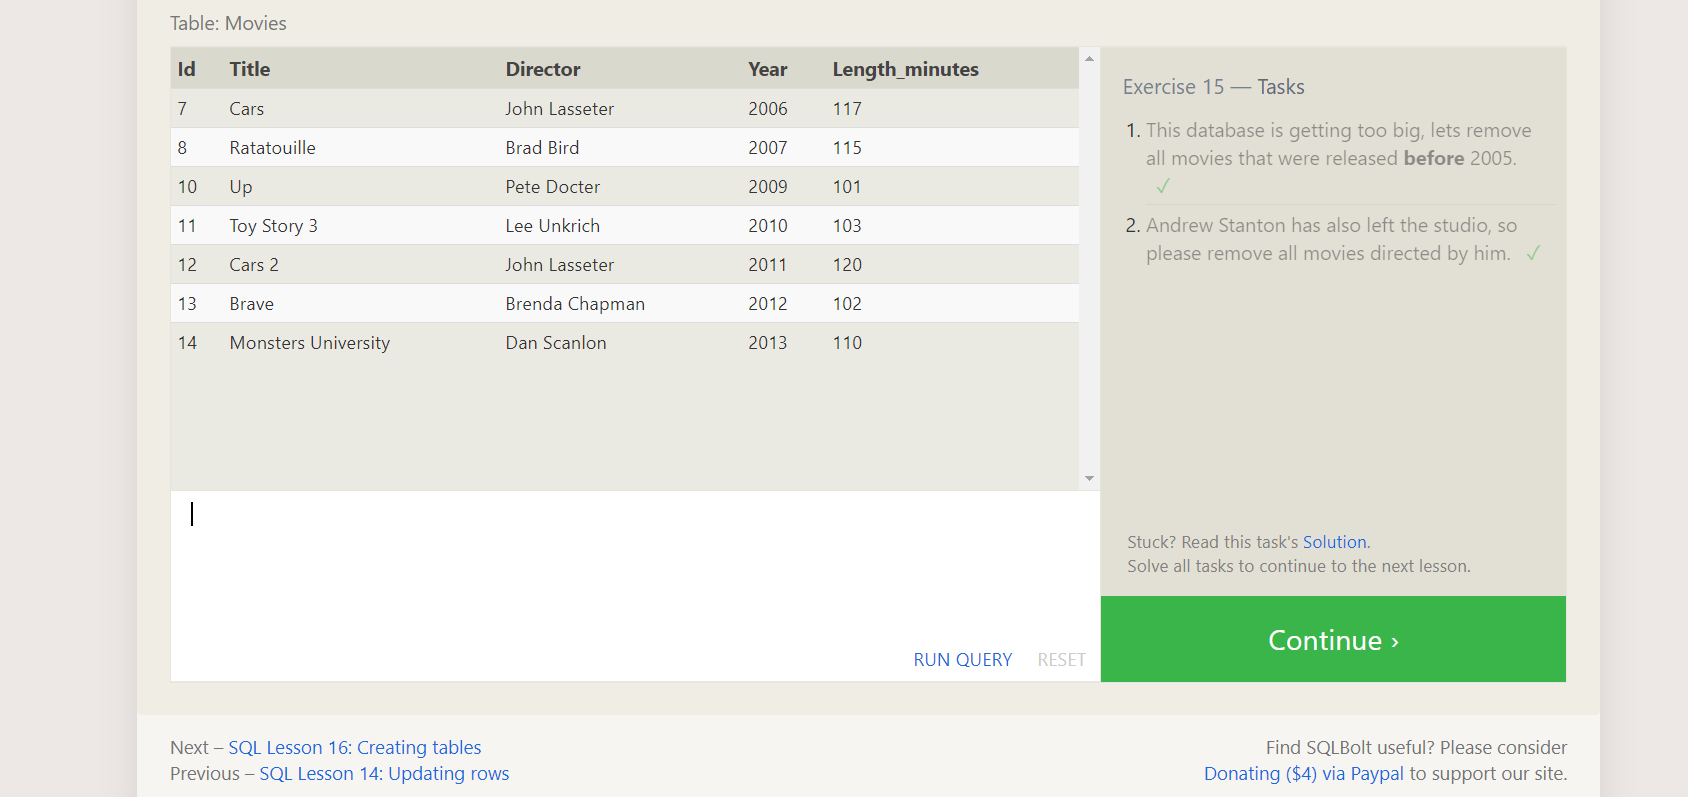 Table: Movies
Id Title Director Year Length_minutes
7 Cars John Lasseter 2006 117
8 Ratatouille Brad Bird 2007 115
10 Up Pete Docter 2009 101
11 Toy Story 3 Lee Unkrich 2010 103
12 Cars 2 John Lasseter 2011 120
13 Brave Brenda Chapman 2012 102
14 Monsters University Dan Scanlon 2013 110
RUN QUERY RESET
Exercise 15 — Tasks
1. This database is getting too big, lets remove
all movies that were released before 2005.
✓
2. Andrew Stanton has also left the studio, so
please remove all movies directed by him. ✓
Stuck? Read this task's Solution.
Solve all tasks to continue to the next lesson.
Continue ›
Next – SQL Lesson 16: Creating tables
Previous – SQL Lesson 14: Updating rows
Find SQLBolt useful? Please consider
Donating ($4) via Paypal to support our site.